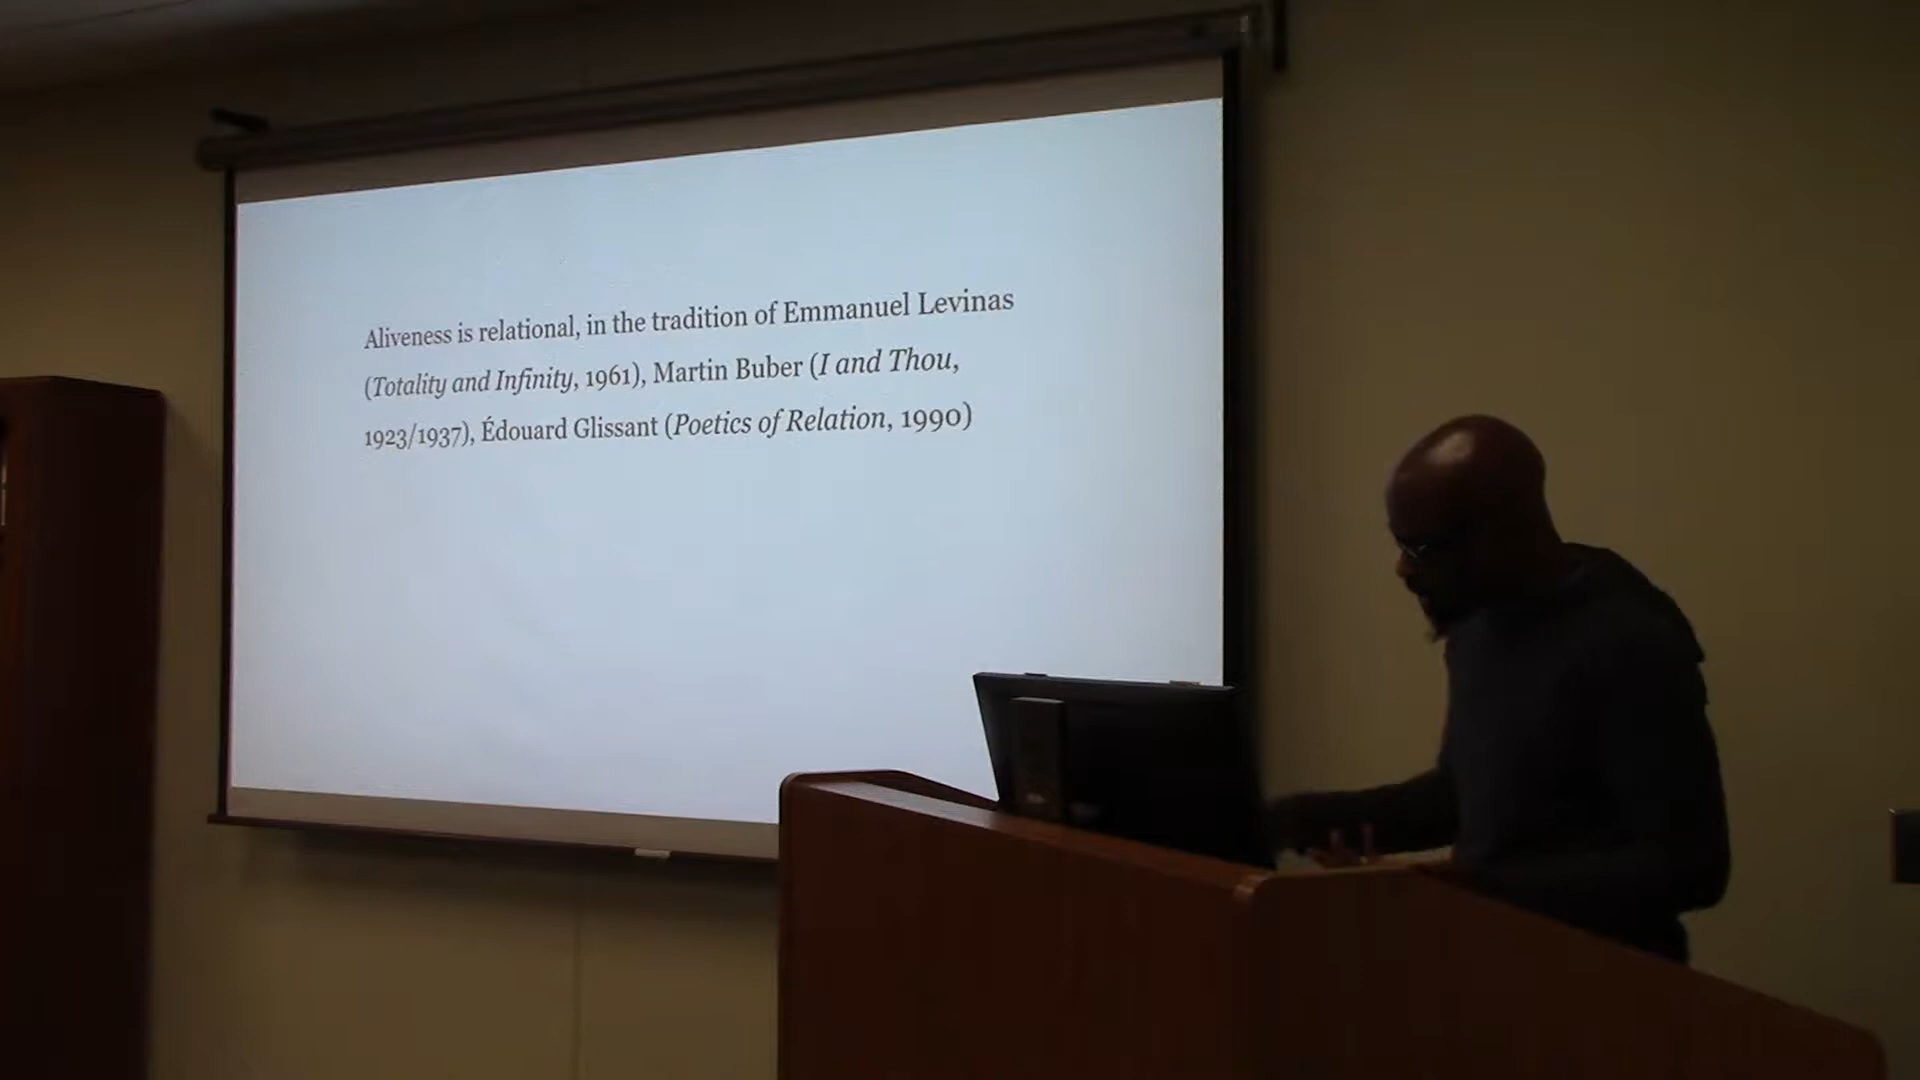 Aliveness is relational, in the tradition of Emmanuel Levinas
(Totality and Infinity, 1961), Martin Buber (I and Thou,
1923/1937), Édouard Glissant (Poetics of Relation, 1990)